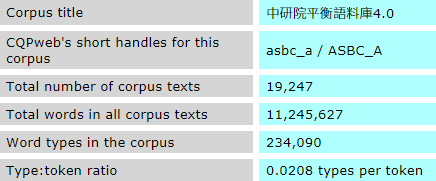 Corpus title 中研院平衡語料庫4.0
CQPweb's short handles for this
corpus asbc_a / ASBC_A
Total number of corpus texts 19,247
Total words in all corpus texts 11,245,627
Word types in the corpus 234,090
Type:token ratio 0.0208 types per token